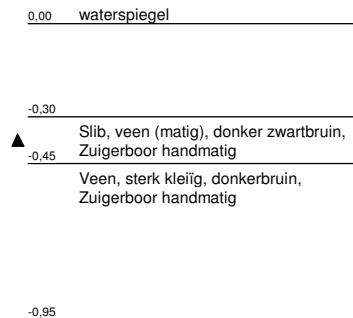 0,00 waterspiegel
-0,30
Slib, veen (matig), donker zwartbruin,
Zuigerboor handmatig
-0,45
Veen, sterk kleiïg, donkerbruin,
Zuigerboor handmatig
-0,95